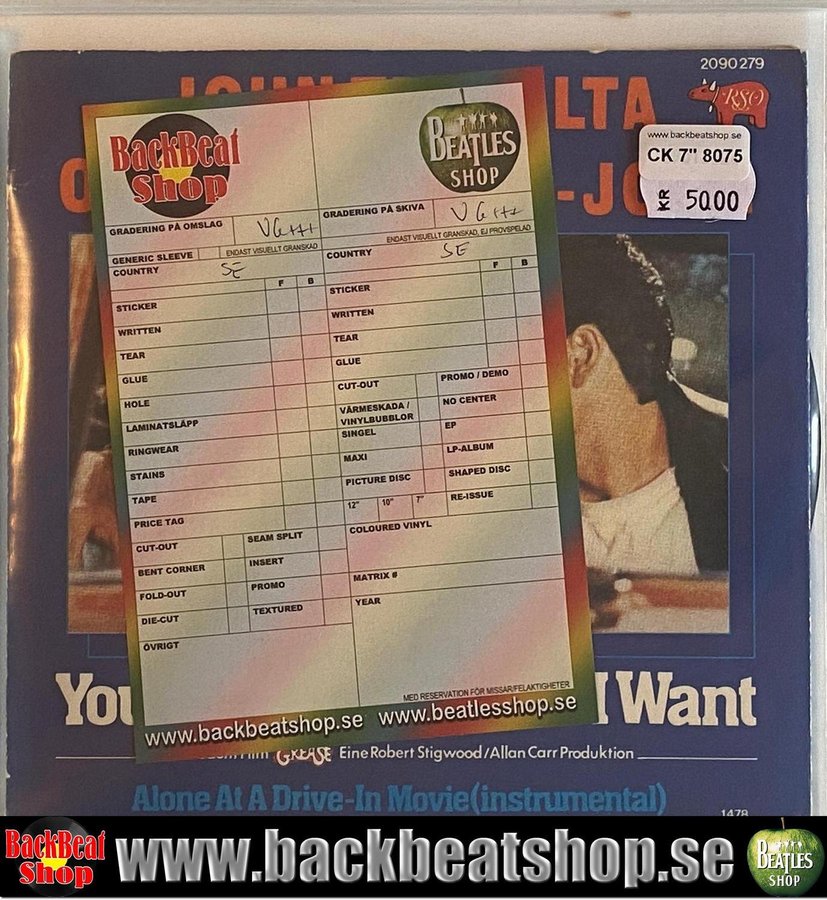 2090279
LTA
RSO
www.backbeatshop.se
CK 7" 8075
KR 50.00
BackBeat Shop
BEATLES SHOP
GRADERING PÅ OMSLAG VG+++
GRADERING PÅ SKIVA VG+++
GENERIC SLEEVE
ENDAST VISUELLT GRANSKAD
ENDAST VISUELLT GRANSKAD, EJ PROVSPELAD
COUNTRY SE
COUNTRY SE
F B
F B
STICKER
WRITTEN
TEAR
GLUE
HOLE
LAMINATSLÄPP
RINGWEAR
STAINS
TAPE
PRICE TAG
CUT-OUT
BENT CORNER
FOLD-OUT
DIE-CUT
SEAM SPLIT
INSERT
PROMO
TEXTURED
ÖVRIGT
STICKER
WRITTEN
TEAR
GLUE
CUT-OUT
VÄRMESKADA /
VINYLBUBBLOR
SINGEL
MAXI
PICTURE DISC
12" 10" 7"
PROMO / DEMO
NO CENTER
EP
LP-ALBUM
SHAPED DISC
RE-ISSUE
COLOURED VINYL
MATRIX #
YEAR
MED RESERVATION FÖR MISSAR/FELAKTIGHETER
www.backbeatshop.se www.beatlesshop.se
You I Want
Film GREASE Eine Robert Stigwood/Allan Carr Produktion
Alone At A Drive-In Movie(instrumental)
1478
BackBeat Shop www.backbeatshop.se BEATLES SHOP